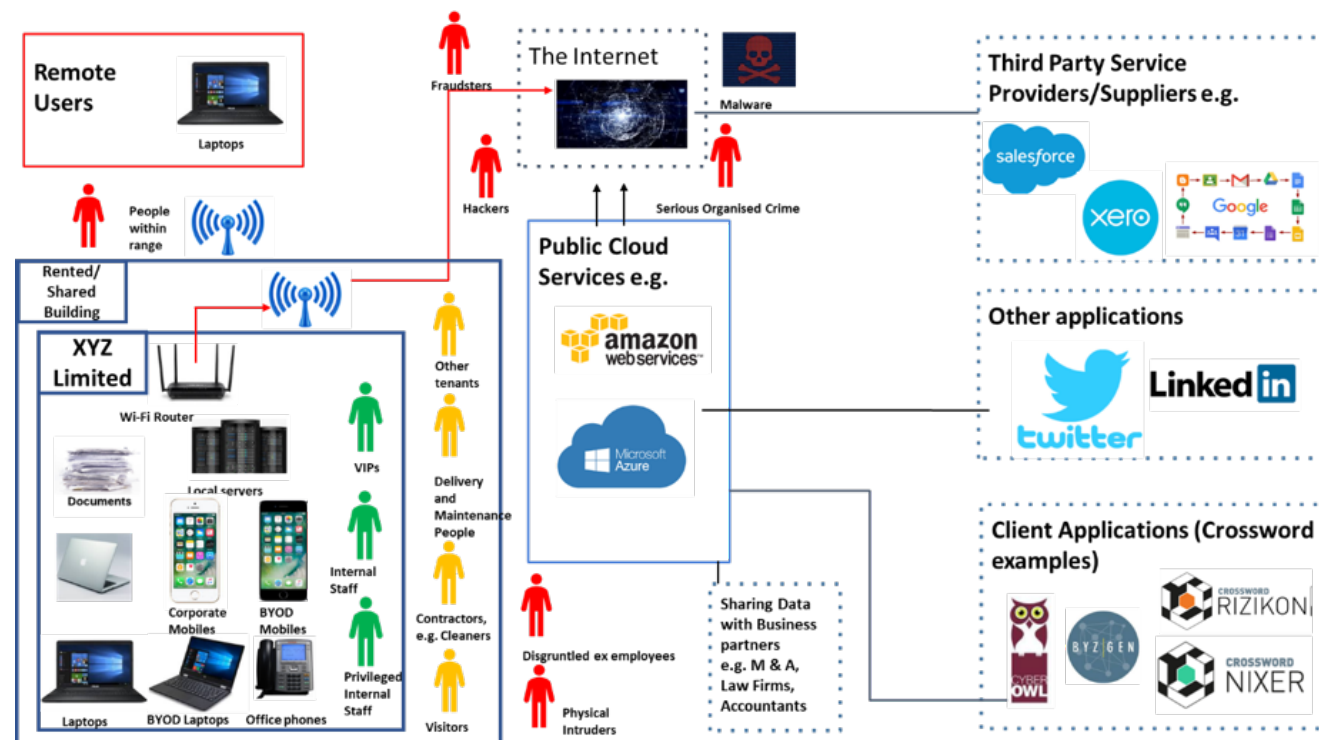 Remote
Users
Laptops
Fraudsters
The Internet
Malware
Third Party Service
Providers/Suppliers e.g.
salesforce
xero
Google
People
within
range
Hackers
Serious Organised Crime
Rented/
Shared
Building
Public Cloud
Services e.g.
amazon
webservices™
Microsoft
Azure
Other applications
twitter
Linked in
XYZ
Limited
Wi-Fi Router
Documents
Local servers
VIPs
Other
tenants
Delivery
and
Maintenance
People
Internal
Staff
Corporate
Mobiles
BYOD
Mobiles
Contractors,
e.g. Cleaners
Privileged
Internal
Staff
Visitors
Laptops
BYOD Laptops
Office phones
Disgruntled ex employees
Physical
Intruders
Sharing Data
with Business
partners
e.g. M & A,
Law Firms,
Accountants
Client Applications (Crossword
examples)
CYBER
OWL
BYZGEN
CROSSWORD
RIZIKON
CROSSWORD
NIXER